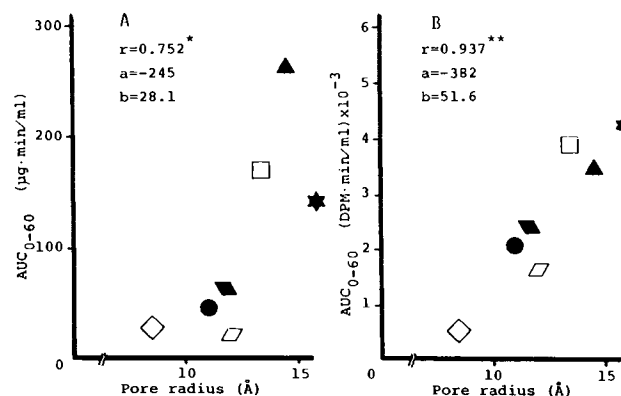 A
r=0.752*
a=-245
b=28.1
300
200
100
0
AUC0-60 (μg·min/ml)
10
15
Pore radius (Å)
B
r=0.937**
a=-382
b=51.6
6
5
4
3
2
1
0
AUC0-60 (DPM·min/ml)×10-3
10
15
Pore radius (Å)